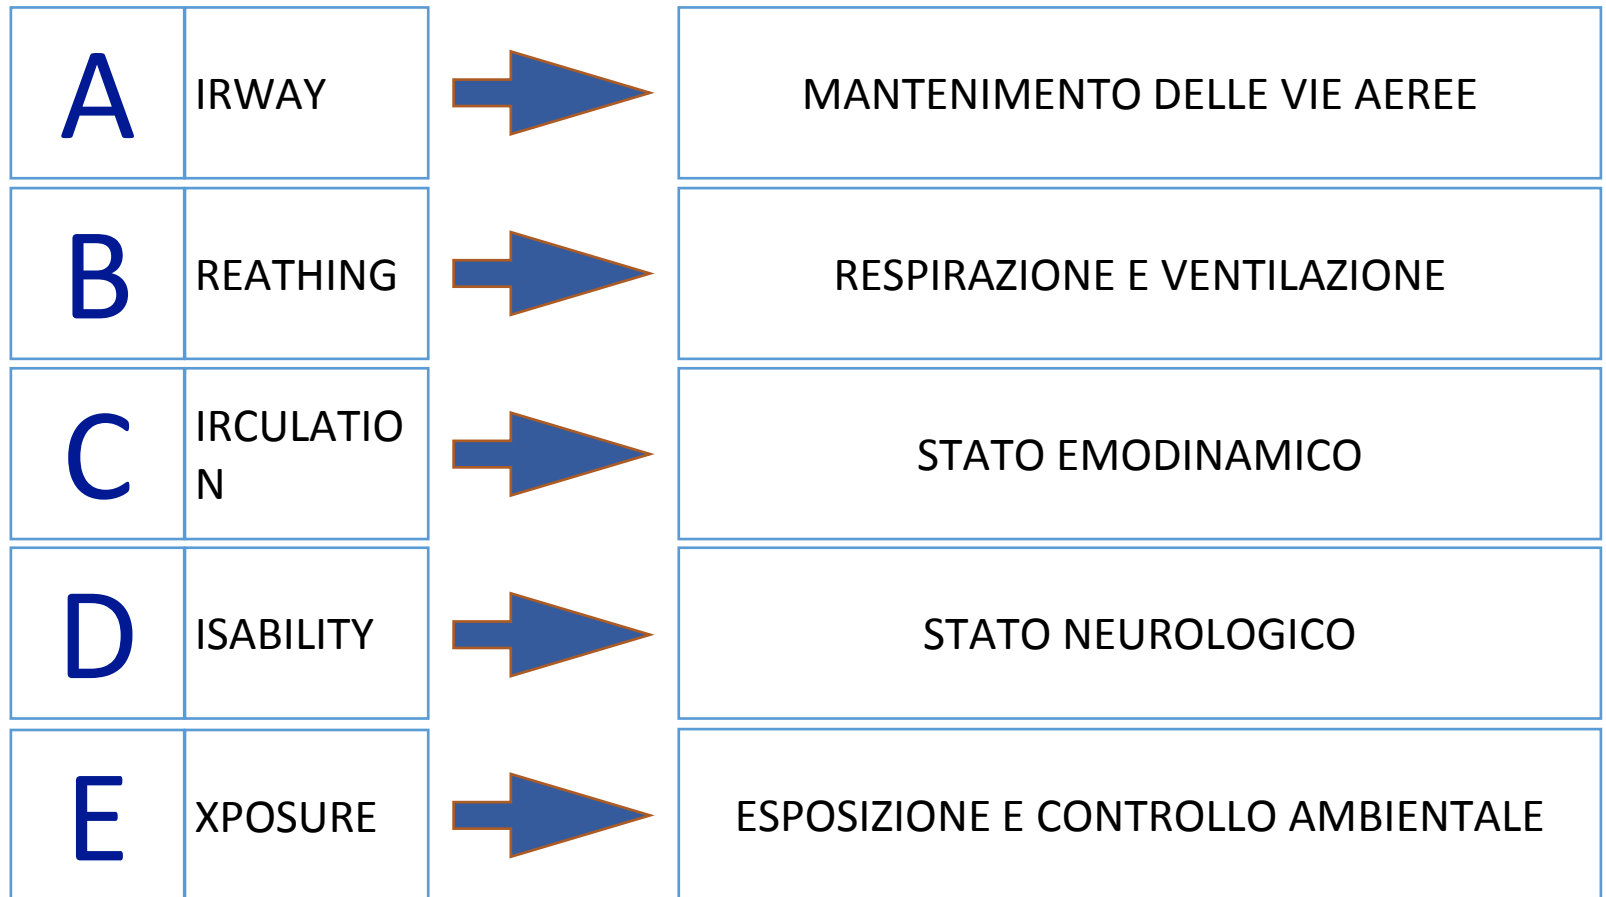 A IRWAY MANTENIMENTO DELLE VIE AEREE
B REATHING RESPIRAZIONE E VENTILAZIONE
C IRCULATIO
N
STATO EMODINAMICO
D ISABILITY STATO NEUROLOGICO
E XPOSURE ESPOSIZIONE E CONTROLLO AMBIENTALE